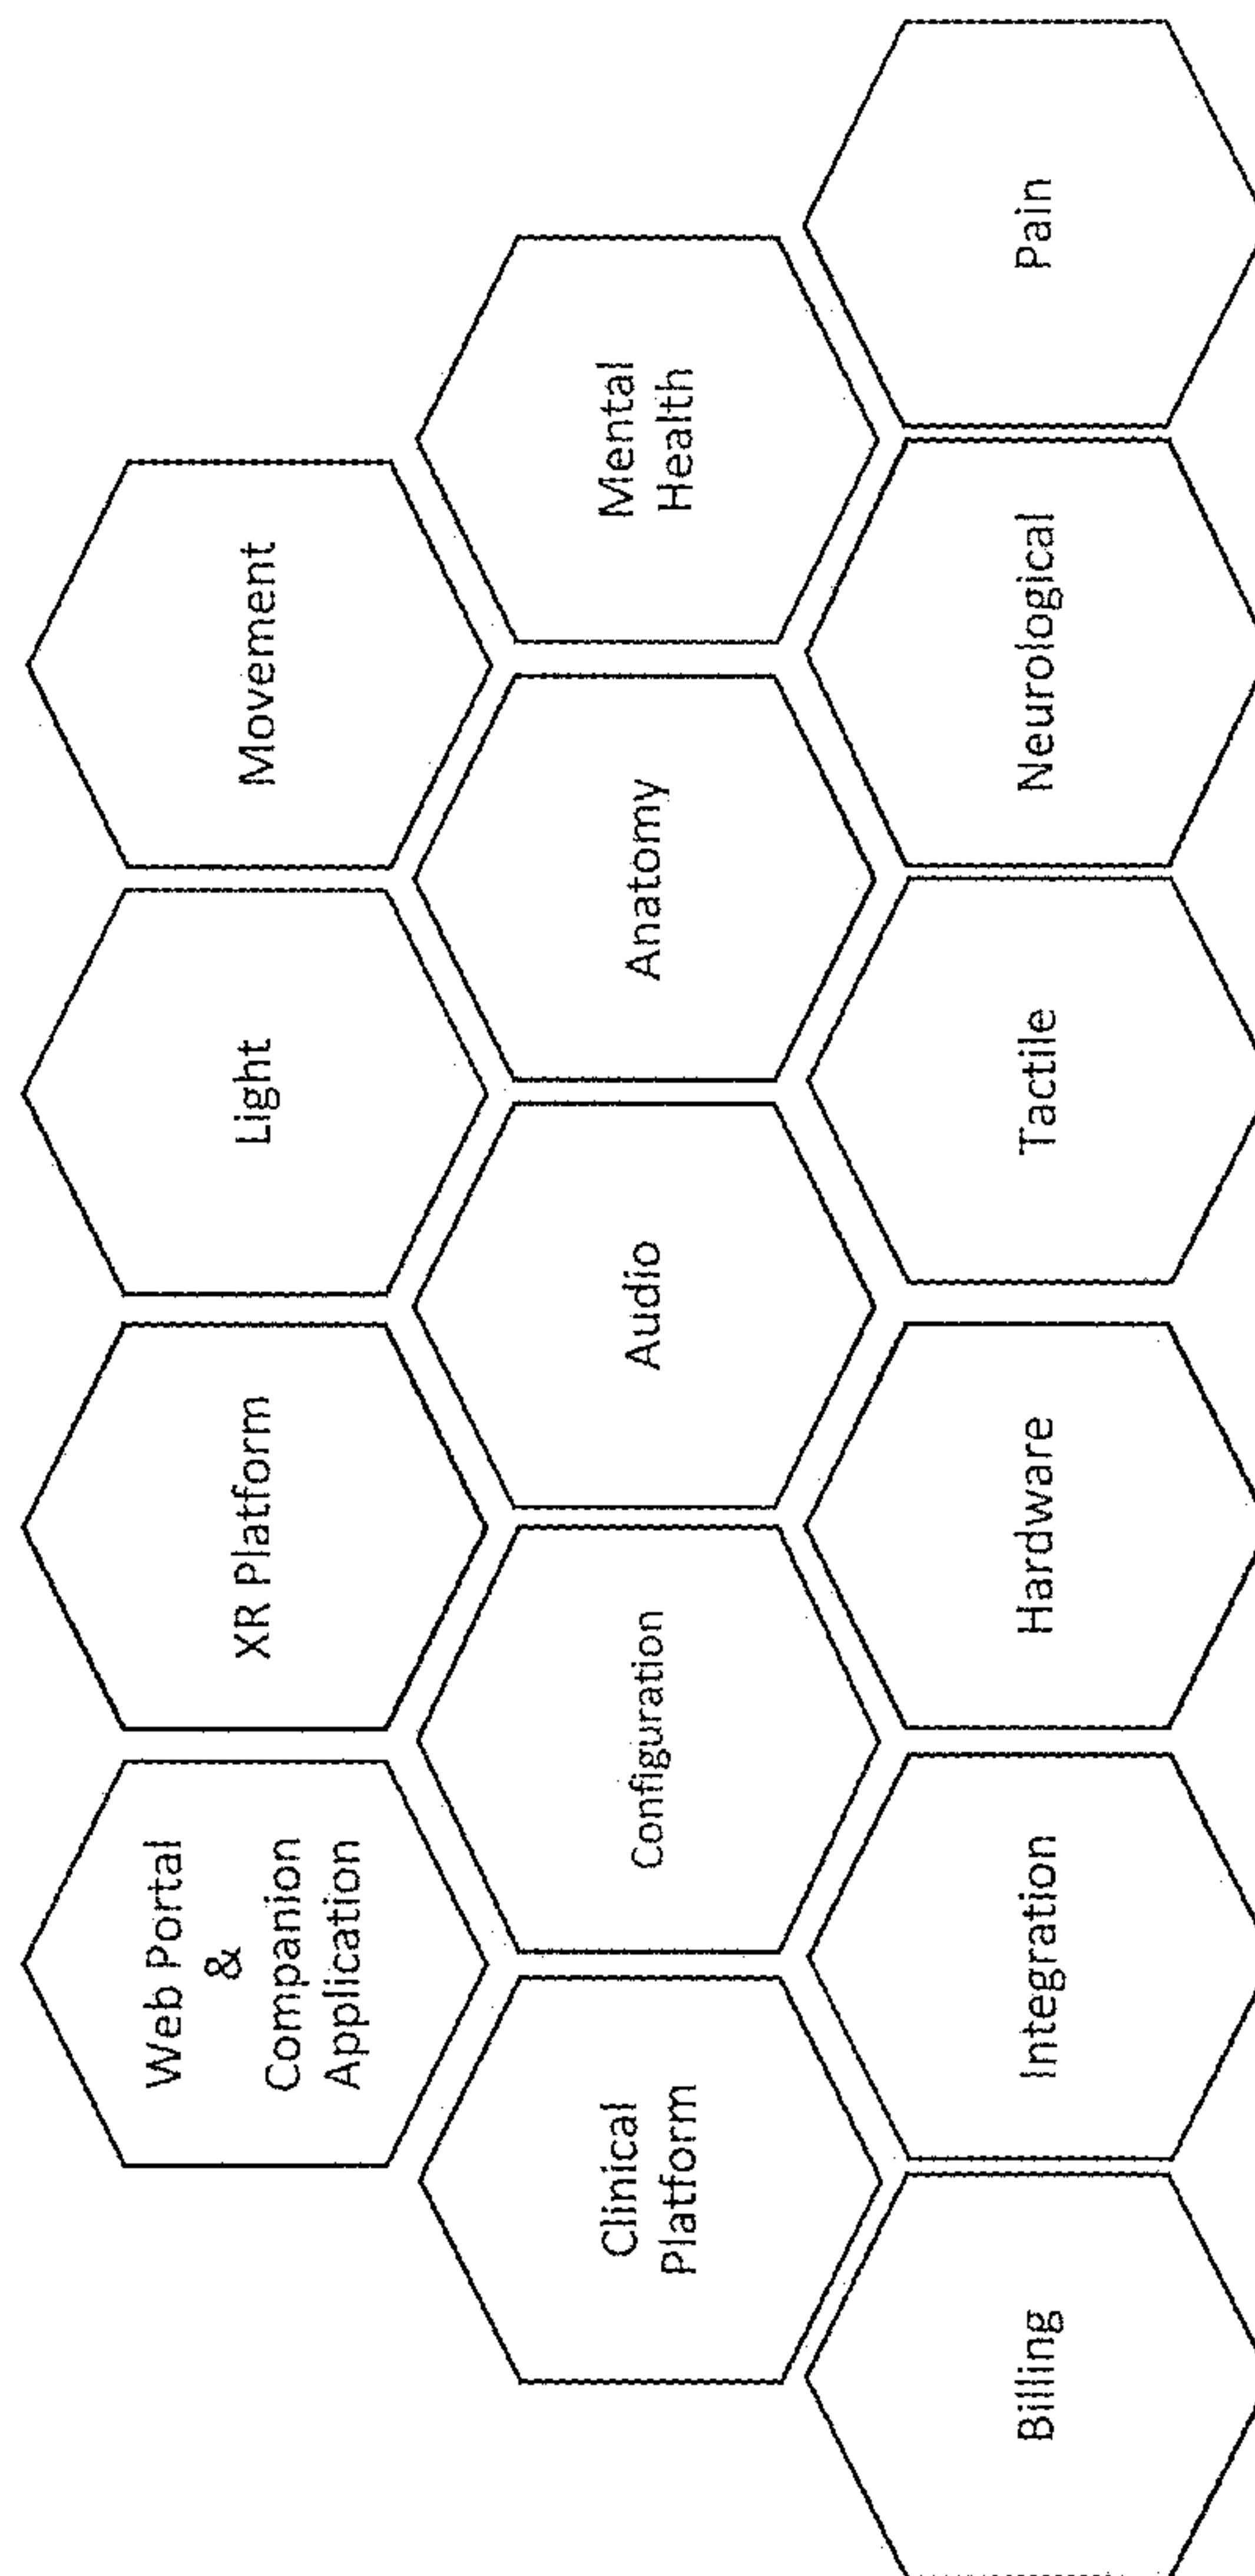 Web Portal
&
Companion
Application
XR Platform
Light
Movement
Clinical
Platform
Configuration
Audio
Anatomy
Mental
Health
Billing
Integration
Hardware
Tactile
Neurological
Pain